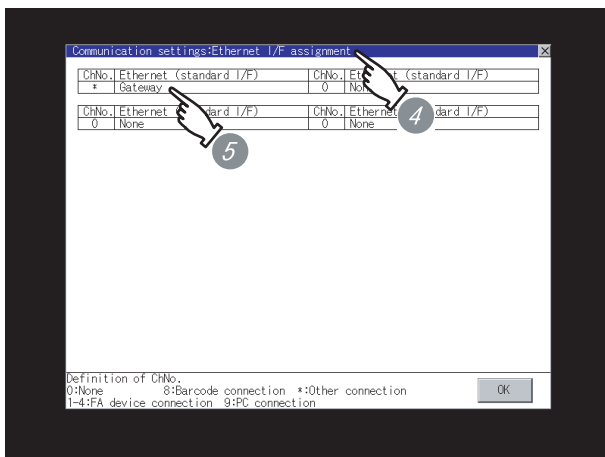 Communication settings:Ethernet I/F assignment
ChNo. Ethernet (standard I/F) ChNo. (standard I/F)
* Gateway 0
ChNo. Ethernet I/F) ChNo. Ethernet I/F)
0 None 0 None
4
5
Definition of ChNo.
0:None 8:Barcode connection *:Other connection
1-4:FA device connection 9:PC connection
OK